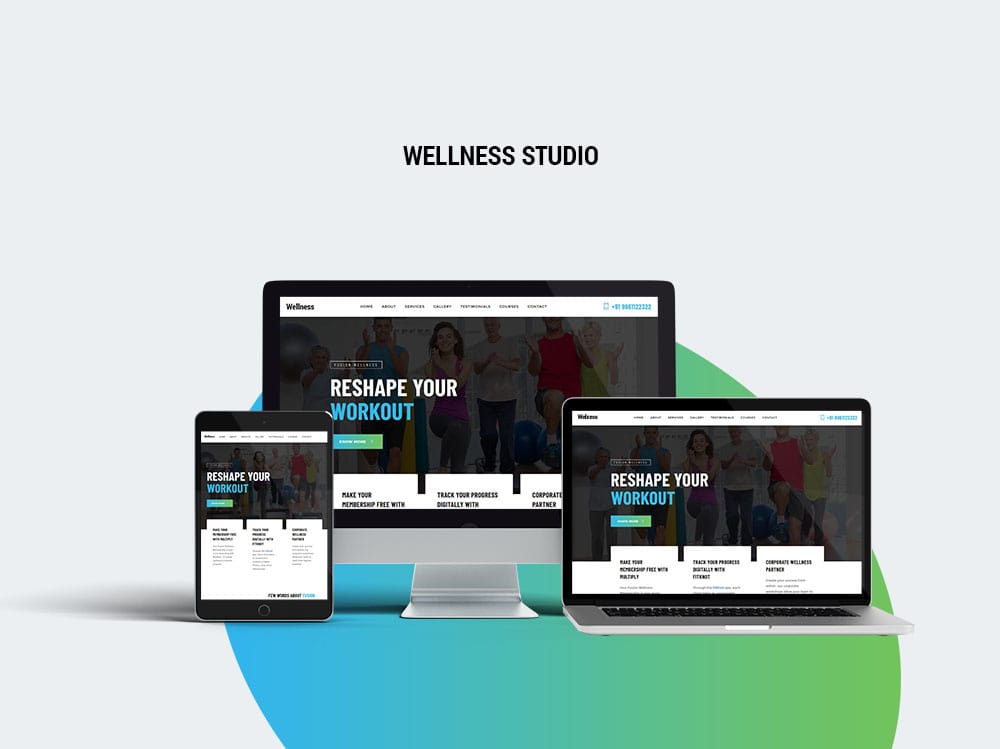 WELLNESS STUDIO
Wellness
HOME ABOUT SERVICES GALLERY TESTIMONIALS COURSES CONTACT
+91 9961122322
FUSION WELLNESS
RESHAPE YOUR
WORKOUT
KNOW MORE
MAKE YOUR
MEMBERSHIP FREE WITH
TRACK YOUR PROGRESS
DIGITALLY WITH
CORPORATE
PARTNER
Wellness
HOME ABOUT SERVICES GALLERY TESTIMONIALS COURSES CONTACT
RESHAPE YOUR
WORKOUT
MAKE YOUR
MEMBERSHIP FREE
WITH MULTIPLY
TRACK YOUR
PROGRESS
DIGITALLY WITH
FITKNOT
CORPORATE
WELLNESS
PARTNER
FEW WORDS ABOUT FUSION
Wellness
HOME ABOUT SERVICES GALLERY TESTIMONIALS COURSES CONTACT
+91 9961122322
FUSION WELLNESS
RESHAPE YOUR
WORKOUT
KNOW MORE
MAKE YOUR
MEMBERSHIP FREE WITH
MULTIPLY
TRACK YOUR PROGRESS
DIGITALLY WITH
FITKNOT
CORPORATE WELLNESS
PARTNER